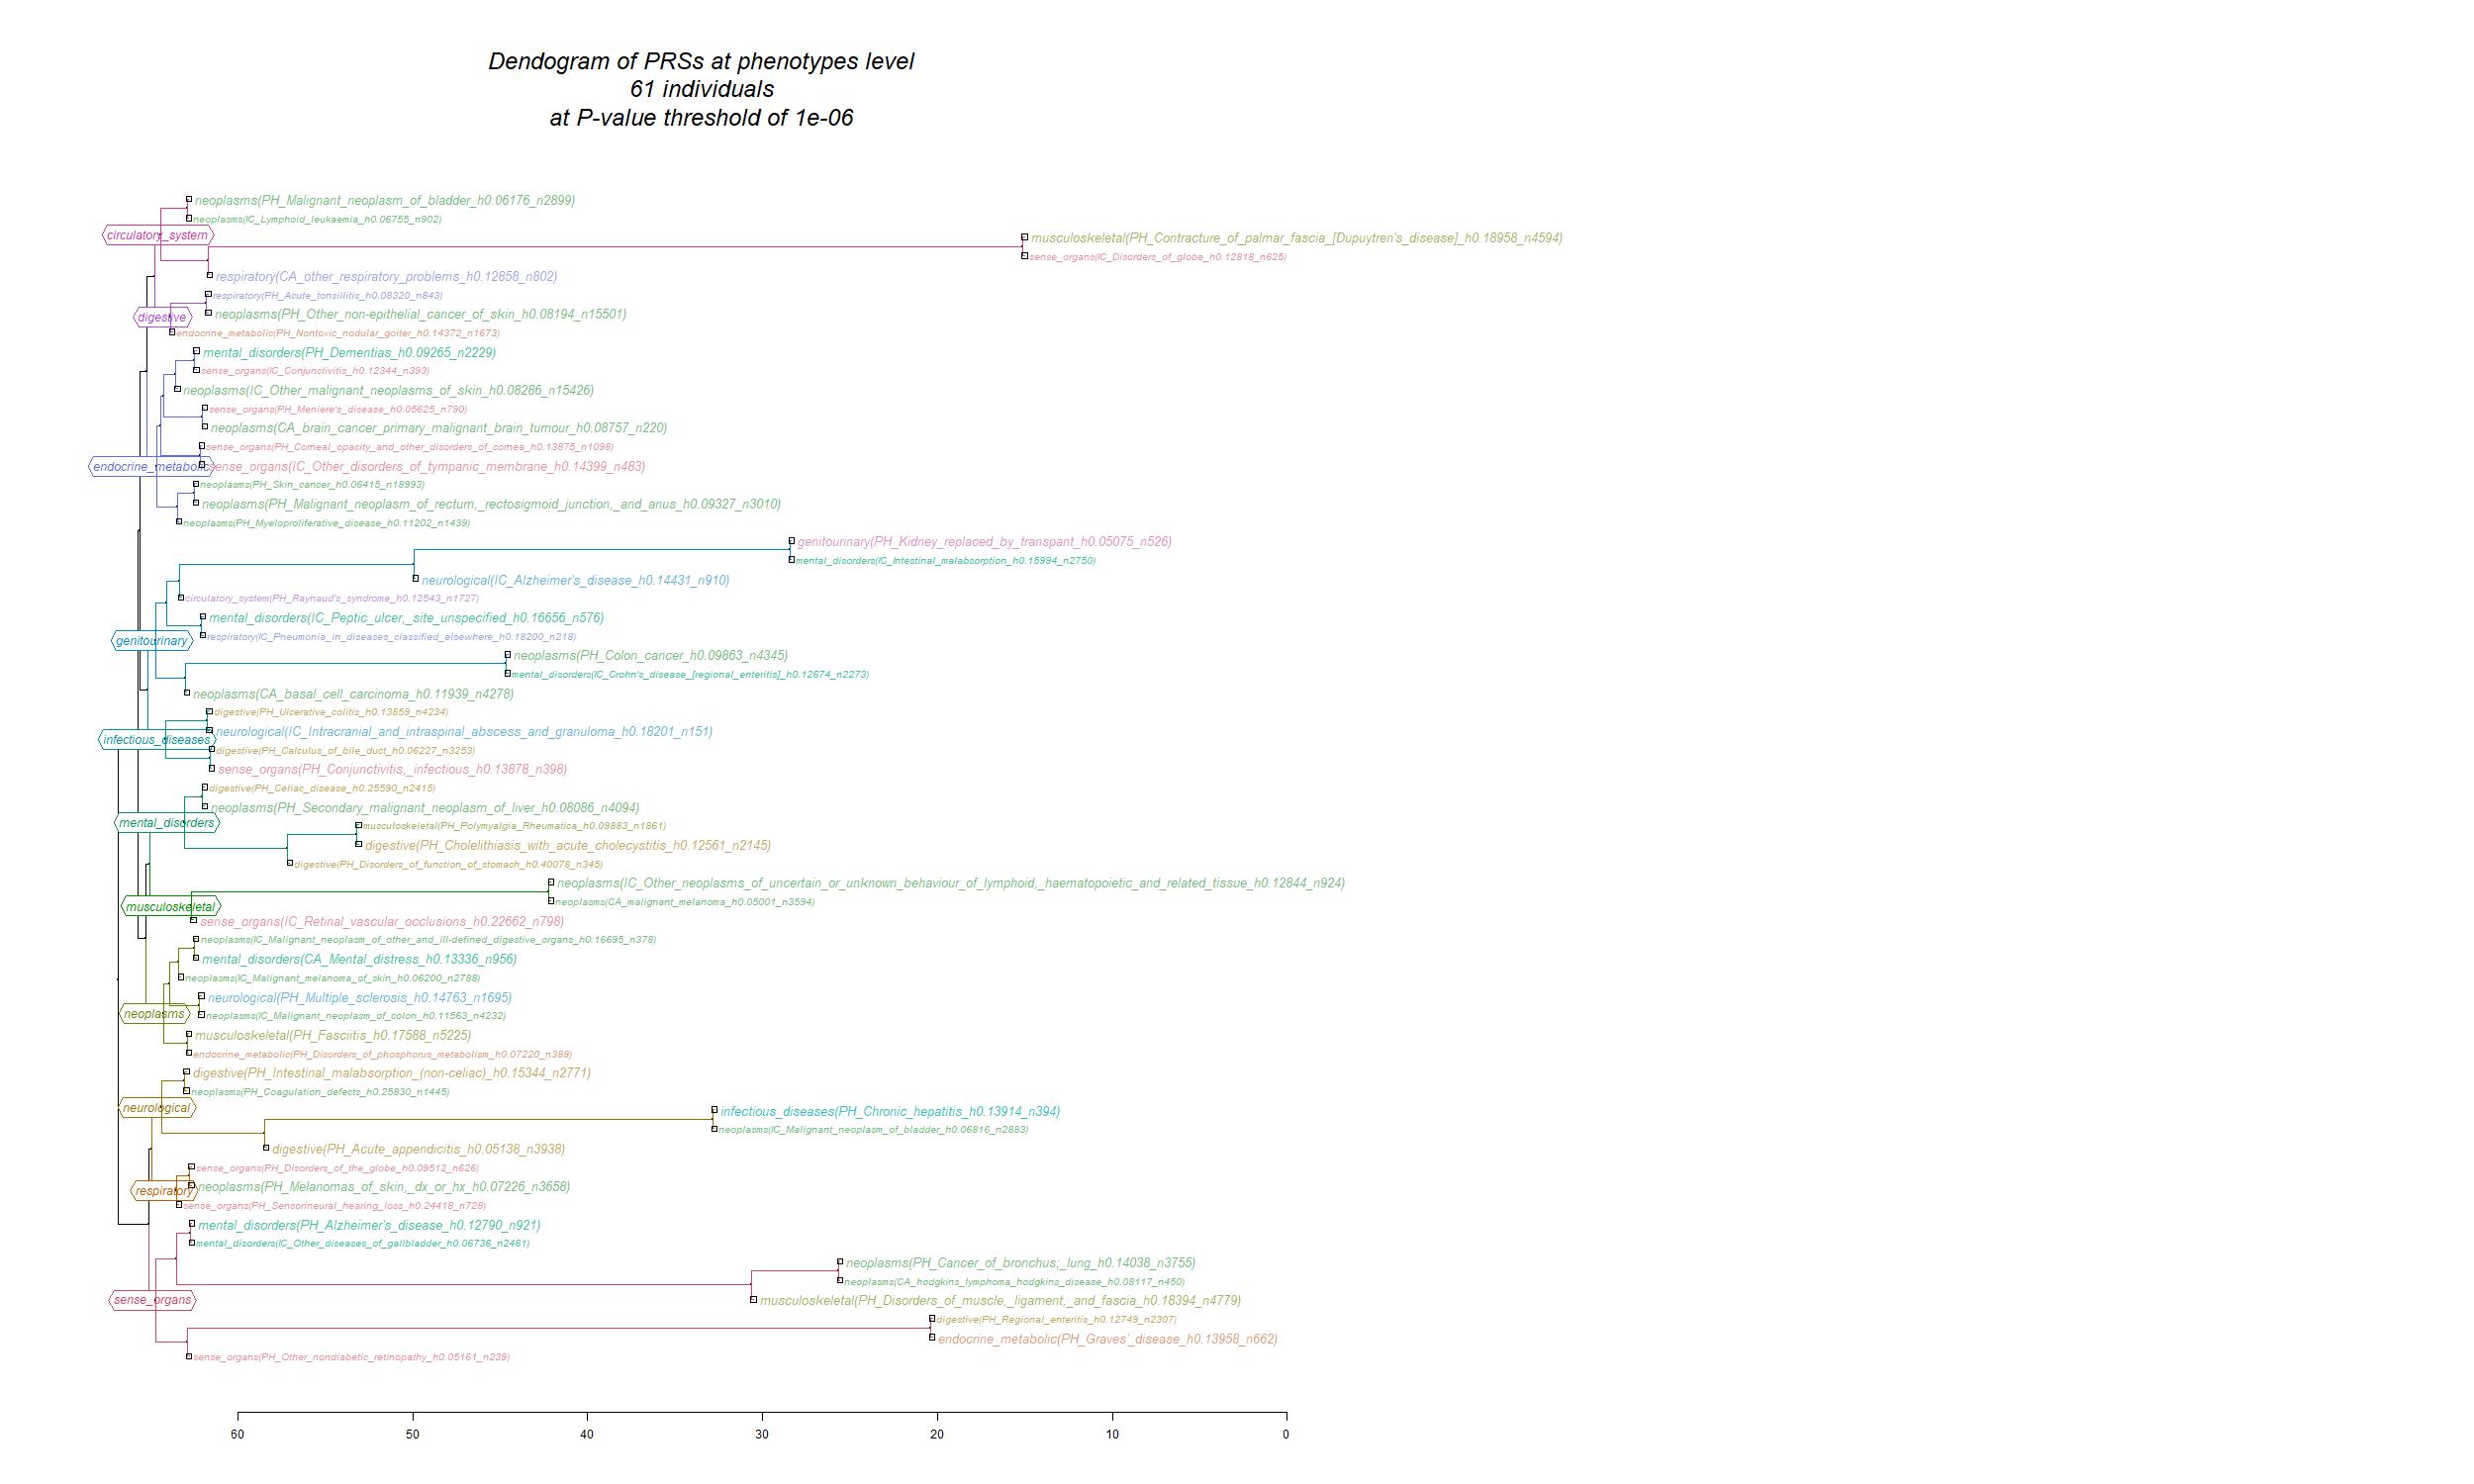 Dendogram of PRSs at phenotypes level
61 individuals
at P-value threshold of 1e-06
neoplasms(PH_Malignant_neoplasm_of_bladder_h0.06176_n2899)
neoplasms(IC_Lymphoid_leukaemia_h0.06755_n902)
circulatory_system
musculoskeletal(PH_Contracture_of_palmar_fascia_[Dupuytren's_disease]_h0.18958_n4594)
sense_organs(IC_Disorders_of_globe_h0.12818_n625)
respiratory(CA_other_respiratory_problems_h0.12858_n802)
respiratory(PH_Acute_tonsillitis_h0.08320_n843)
digestive
neoplasms(PH_Other_non-epithelial_cancer_of_skin_h0.08194_n15501)
endocrine_metabolic(PH_Nontoxic_nodular_goiter_h0.14372_n1673)
mental_disorders(PH_Dementias_h0.09265_n2229)
sense_organs(IC_Conjunctivitis_h0.12344_n393)
neoplasms(IC_Other_malignant_neoplasms_of_skin_h0.08286_n15426)
sense_organs(PH_Meniere's_disease_h0.05625_n790)
neoplasms(CA_brain_cancer_primary_malignant_brain_tumour_h0.08757_n220)
sense_organs(PH_Corneal_opacity_and_other_disorders_of_cornea_h0.13875_n1098)
endocrine_metabolic
sense_organs(IC_Other_disorders_of_tympanic_membrane_h0.14399_n483)
neoplasms(PH_Skin_cancer_h0.06415_n18993)
neoplasms(PH_Malignant_neoplasm_of_rectum,_rectosigmoid_junction,_and_anus_h0.09327_n3010)
neoplasms(PH_Myeloproliferative_disease_h0.11202_n1439)
genitourinary(PH_Kidney_replaced_by_transpant_h0.05075_n526)
mental_disorders(IC_Intestinal_malabsorption_h0.15994_n2750)
neurological(IC_Alzheimer's_disease_h0.14431_n910)
circulatory_system(PH_Raynaud's_syndrome_h0.12543_n1727)
mental_disorders(IC_Peptic_ulcer,_site_unspecified_h0.16656_n576)
respiratory(IC_Pneumonia_in_diseases_classified_elsewhere_h0.18200_n218)
genitourinary
neoplasms(PH_Colon_cancer_h0.09863_n4345)
mental_disorders(IC_Crohn's_disease_[regional_enteritis]_h0.12674_n2273)
neoplasms(CA_basal_cell_carcinoma_h0.11939_n4278)
digestive(PH_Ulcerative_colitis_h0.13859_n4234)
neurological(IC_Intracranial_and_intraspinal_abscess_and_granuloma_h0.18201_n151)
infectious_diseases
digestive(PH_Calculus_of_bile_duct_h0.06227_n3253)
sense_organs(PH_Conjunctivitis,_infectious_h0.13878_n398)
digestive(PH_Celiac_disease_h0.25590_n2415)
neoplasms(PH_Secondary_malignant_neoplasm_of_liver_h0.08086_n4094)
mental_disorders
musculoskeletal(PH_Polymyalgia_Rheumatica_h0.09883_n1861)
digestive(PH_Cholelithiasis_with_acute_cholecystitis_h0.12561_n2145)
digestive(PH_Disorders_of_function_of_stomach_h0.40078_n345)
neoplasms(IC_Other_neoplasms_of_uncertain_or_unknown_behaviour_of_lymphoid,_haematopoietic_and_related_tissue_h0.12844_n924)
neoplasms(CA_malignant_melanoma_h0.05001_n3594)
musculoskeletal
sense_organs(IC_Retinal_vascular_occlusions_h0.22662_n798)
neoplasms(IC_Malignant_neoplasm_of_other_and_ill-defined_digestive_organs_h0.16695_n378)
mental_disorders(CA_Mental_distress_h0.13336_n956)
neoplasms(IC_Malignant_melanoma_of_skin_h0.06200_n2788)
neurological(PH_Multiple_sclerosis_h0.14763_n1695)
neoplasms
neoplasms(IC_Malignant_neoplasm_of_colon_h0.11563_n4232)
musculoskeletal(PH_Fasciitis_h0.17588_n5225)
endocrine_metabolic(PH_Disorders_of_phosphorus_metabolism_h0.07220_n389)
digestive(PH_Intestinal_malabsorption_(non-celiac)_h0.15344_n2771)
neoplasms(PH_Coagulation_defects_h0.25830_n1445)
neurological
infectious_diseases(PH_Chronic_hepatitis_h0.13914_n394)
neoplasms(IC_Malignant_neoplasm_of_bladder_h0.06816_n2883)
digestive(PH_Acute_appendicitis_h0.05138_n3938)
sense_organs(PH_Disorders_of_the_globe_h0.09512_n626)
respiratory
neoplasms(PH_Melanomas_of_skin,_dx_or_hx_h0.07226_n3658)
sense_organs(PH_Sensorineural_hearing_loss_h0.24418_n728)
mental_disorders(PH_Alzheimer's_disease_h0.12790_n921)
mental_disorders(IC_Other_diseases_of_gallbladder_h0.06736_n2461)
neoplasms(PH_Cancer_of_bronchus;_lung_h0.14038_n3755)
neoplasms(CA_hodgkins_lymphoma_hodgkins_disease_h0.08117_n450)
sense_organs
musculoskeletal(PH_Disorders_of_muscle,_ligament,_and_fascia_h0.18394_n4779)
digestive(PH_Regional_enteritis_h0.12749_n2307)
endocrine_metabolic(PH_Graves'_disease_h0.13958_n662)
sense_organs(PH_Other_nondiabetic_retinopathy_h0.05161_n239)
60 50 40 30 20 10 0